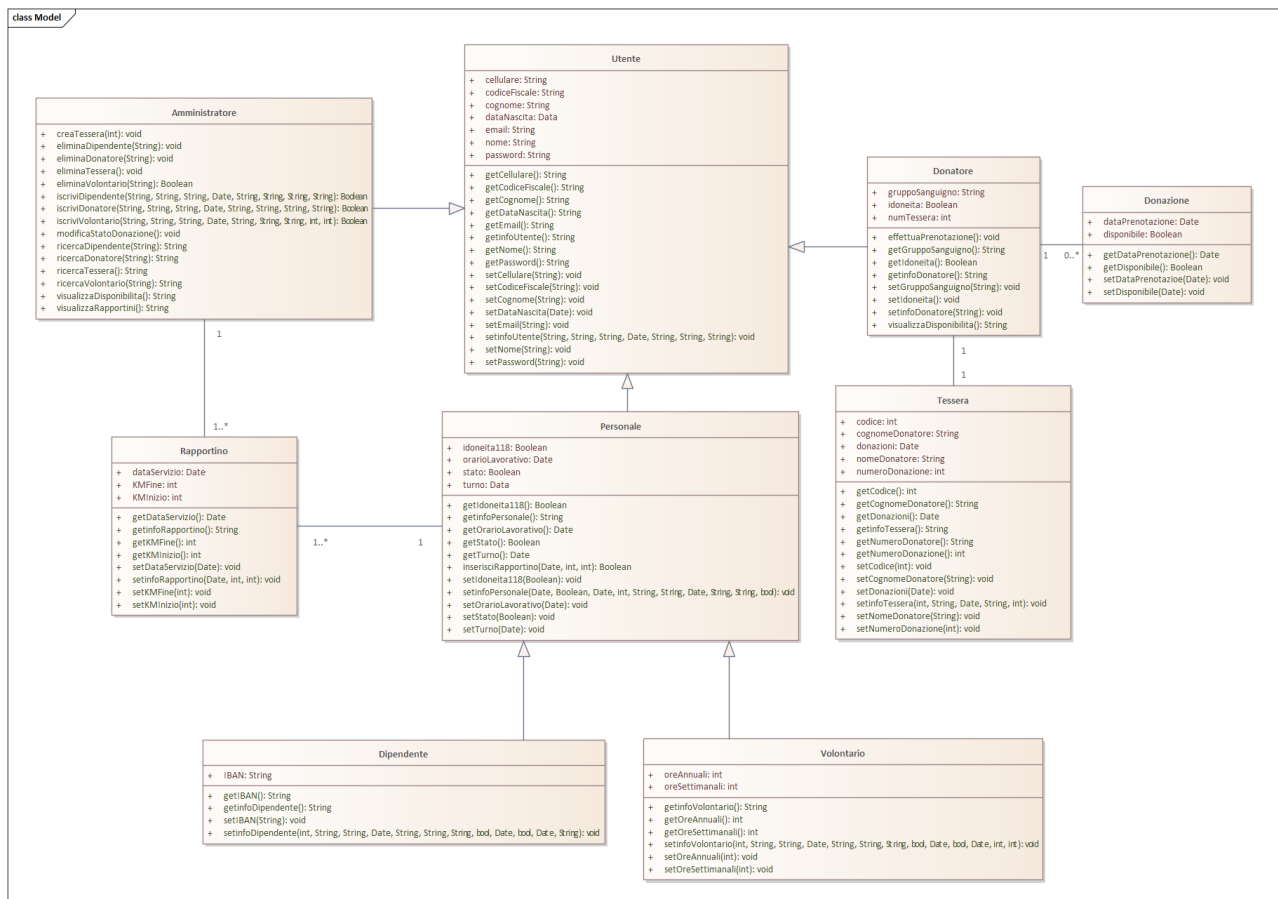 class Model
Utente
+ cellulare: String
+ codiceFiscale: String
+ cognome: String
+ dataNascita: Data
+ email: String
+ nome: String
+ password: String
+ getCellulare(): String
+ getCodiceFiscale(): String
+ getCognome(): String
+ getDataNascita(): String
+ getEmail(): String
+ getinfoUtente(): String
+ getNome(): String
+ getPassword(): String
+ setCellulare(String): void
+ setCodiceFiscale(String): void
+ setCognome(String): void
+ setDataNascita(Date): void
+ setEmail(String): void
+ setinfoUtente(String, String, String, Date, String, String, String): void
+ setNome(String): void
+ setPassword(String): void
Amministratore
+ creaTessera(int): void
+ eliminaDipendente(String): void
+ eliminaDonatore(String): void
+ eliminaTessera(): void
+ eliminaVolontario(String): Boolean
+ iscriviDipendente(String, String, String, Date, String, String, String, String): Boolean
+ iscriviDonatore(String, String, String, Date, String, String, String, String): Boolean
+ iscriviVolontario(String, String, String, Date, String, String, String, int, int): Boolean
+ modificaStatoDonazione(): void
+ ricercaDipendente(String): String
+ ricercaDonatore(String): String
+ ricercaTessera(): String
+ ricercaVolontario(String): String
+ visualizzaDisponibilita(): String
+ visualizzaRapportini(): String
Donatore
+ gruppoSanguigno: String
+ idoneita: Boolean
+ numTessera: int
+ effettuaPrenotazione(): void
+ getGruppoSanguigno(): String
+ getIdoneita(): Boolean
+ getinfoDonatore(): String
+ setGruppoSanguigno(String): void
+ setIdoneita(): void
+ setinfoDonatore(String): void
+ visualizzaDisponibilita(): String
Donazione
+ dataPrenotazione: Date
+ disponibile: Boolean
+ getDataPrenotazione(): Date
+ getDisponibile(): Boolean
+ setDataPrenotazioe(Date): void
+ setDisponibile(Date): void
1
0..*
1
1
1
1..*
Tessera
+ codice: int
+ cognomeDonatore: String
+ donazioni: Date
+ nomeDonatore: String
+ numeroDonazione: int
+ getCodice(): int
+ getCognomeDonatore(): String
+ getDonazioni(): Date
+ getinfoTessera(): String
+ getNumeroDonatore(): String
+ getNumeroDonazione(): int
+ setCodice(int): void
+ setCognomeDonatore(String): void
+ setDonazioni(Date): void
+ setinfoTessera(int, String, Date, String, int): void
+ setNomeDonatore(String): void
+ setNumeroDonazione(int): void
Personale
+ idoneita118: Boolean
+ orarioLavorativo: Date
+ stato: Boolean
+ turno: Data
+ getIdoneita118(): Boolean
+ getinfoPersonale(): String
+ getOrarioLavorativo(): Date
+ getStato(): Boolean
+ getTurno(): Date
+ inserisciRapportino(Date, int, int): Boolean
+ setIdoneita118(Boolean): void
+ setinfoPersonale(Date, Boolean, Date, int, String, String, Date, String, String, bool): void
+ setOrarioLavorativo(Date): void
+ setStato(Boolean): void
+ setTurno(Date): void
Rapportino
+ dataServizio: Date
+ KMFine: int
+ KMInizio: int
+ getDataServizio(): Date
+ getinfoRapportino(): String
+ getKMFine(): int
+ getKMInizio(): int
+ setDataServizio(Date): void
+ setinfoRapportino(Date, int, int): void
+ setKMFine(int): void
+ setKMInizio(int): void
1..*
1
Dipendente
+ IBAN: String
+ getIBAN(): String
+ getinfoDipendente(): String
+ setIBAN(String): void
+ setinfoDipendente(int, String, String, Date, String, String, String, bool, Date, bool, Date, String): void
Volontario
+ oreAnnuali: int
+ oreSettimanali: int
+ getinfoVolontario(): String
+ getOreAnnuali(): int
+ getOreSettimanali(): int
+ setinfoVolontario(int, String, String, Date, String, String, String, bool, Date, bool, Date, int, int): void
+ setOreAnnuali(int): void
+ setOreSettimanali(int): void